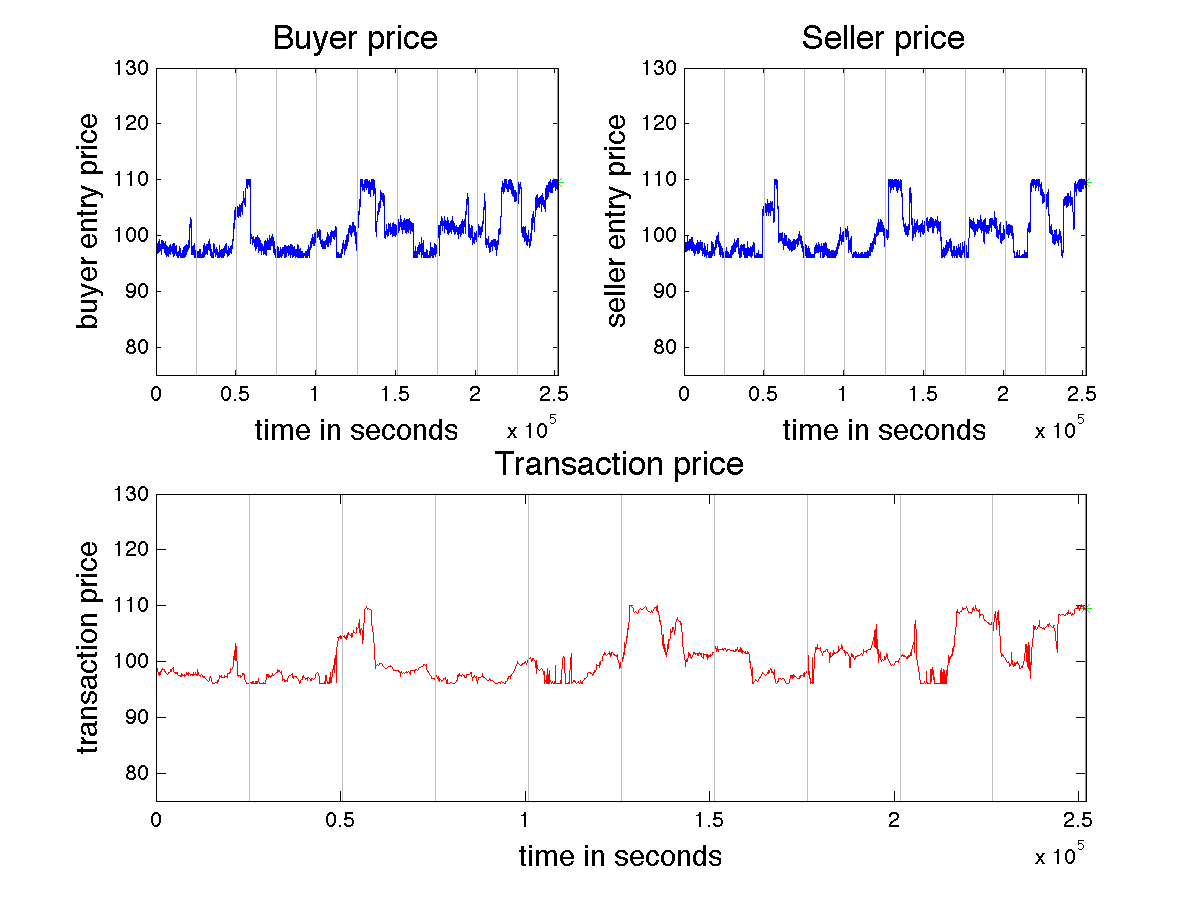 Buyer price
Seller price
130
120
110
100
90
80
buyer entry price
0 0.5 1 1.5 2 2.5
x 10^5
time in seconds
130
120
110
100
90
80
seller entry price
0 0.5 1 1.5 2 2.5
x 10^5
time in seconds
Transaction price
130
120
110
100
90
80
transaction price
0 0.5 1 1.5 2 2.5
x 10^5
time in seconds